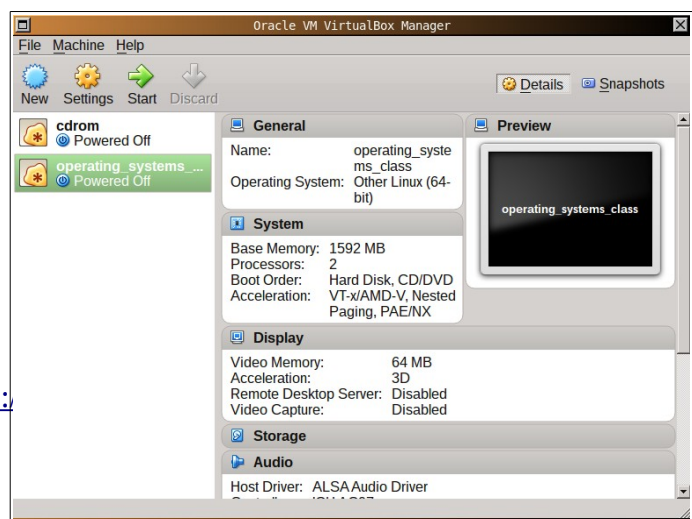 Oracle VM VirtualBox Manager
File Machine Help
New Settings Start Discard
Details Snapshots
cdrom
Powered Off
operating_systems_...
Powered Off
General
Name: operating_syste
ms_class
Operating System: Other Linux (64-
bit)
System
Base Memory: 1592 MB
Processors: 2
Boot Order: Hard Disk, CD/DVD
Acceleration: VT-x/AMD-V, Nested
Paging, PAE/NX
Preview
operating_systems_class
Display
Video Memory: 64 MB
Acceleration: 3D
Remote Desktop Server: Disabled
Video Capture: Disabled
Storage
Audio
Host Driver: ALSA Audio Driver
:/